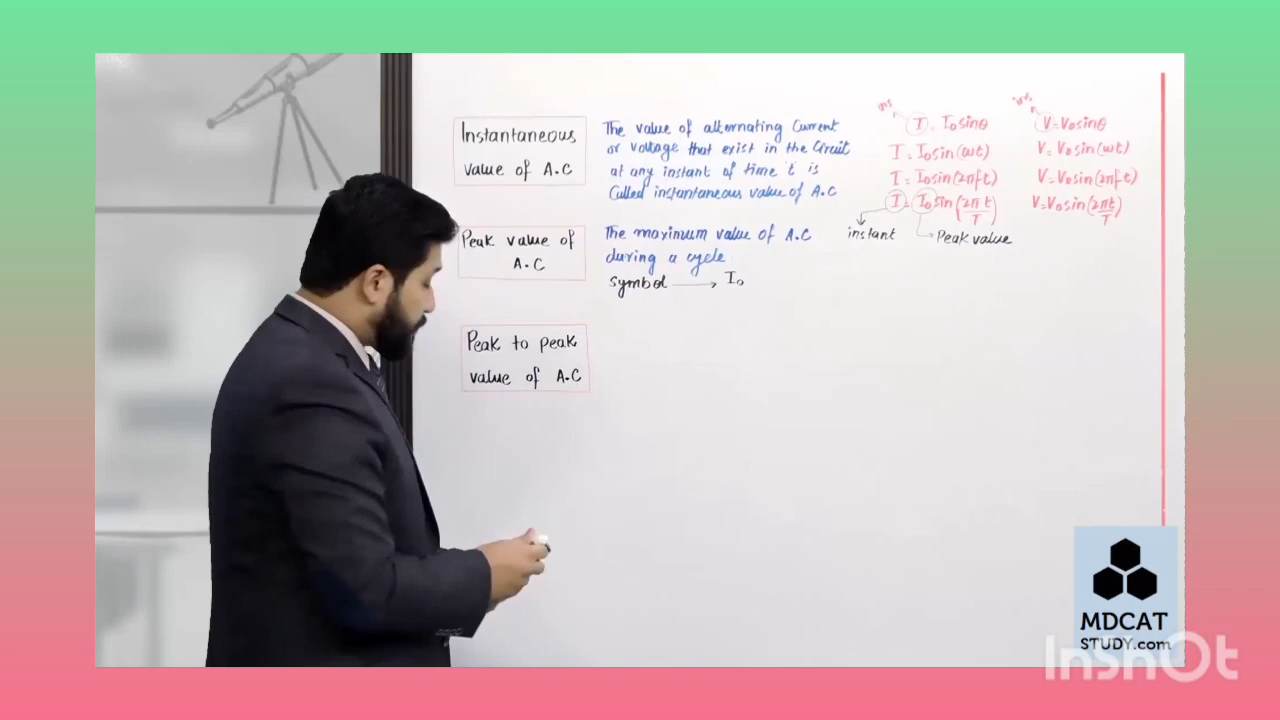 Instantaneous
value of A.C
The value of alternating Current
or voltage that exist in the Circuit
at any instant of time 't' is
Called instantaneous value of A.C
ins
I = I₀sinθ
I = I₀sin(ωt)
I = I₀sin(2πft)
I = I₀sin(2πt/T)
instant
Peak value
ins
V=V₀sinθ
V=V₀sin(ωt)
V=V₀sin(2πft)
V=V₀sin(2πt/T)
Peak value of
A.C
The maximum value of A.C
during a cycle.
symbol → I₀
Peak to peak
value of A.C
MDCAT
STUDY.com
InShOt